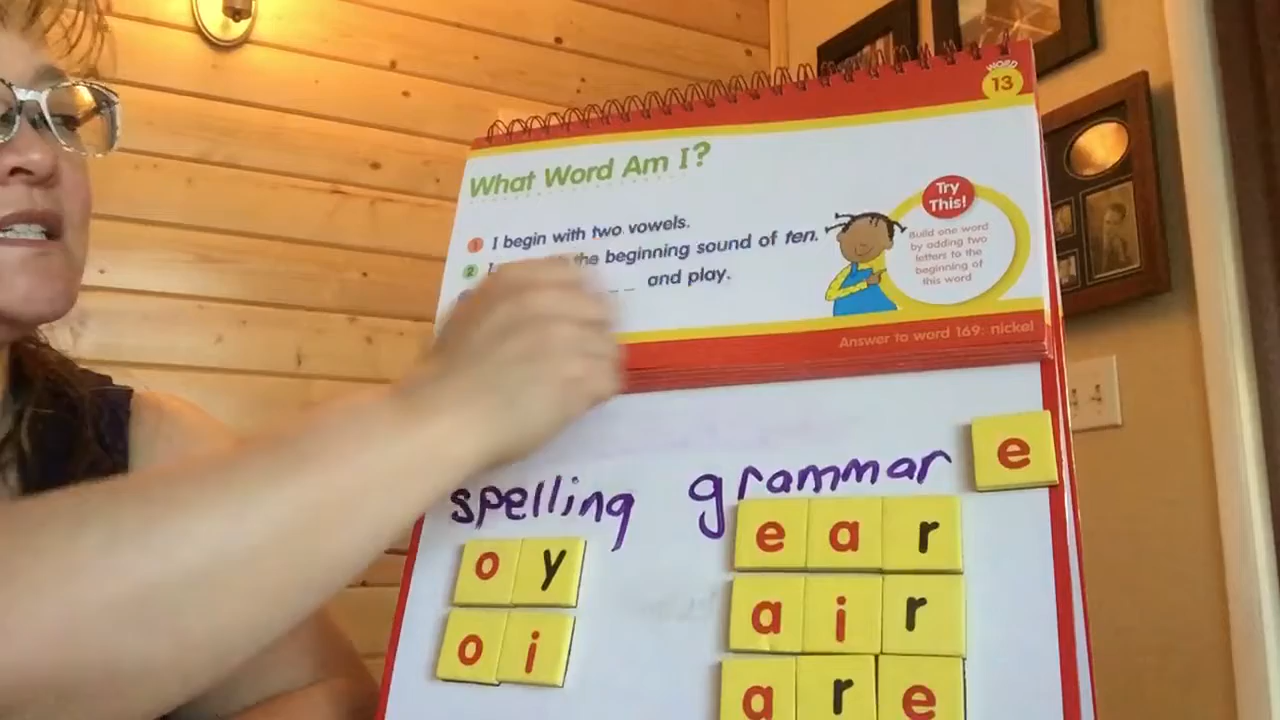 WORD
13
What Word Am I?
1 I begin with two vowels.
2 I the beginning sound of ten.
and play.
Try
This!
Build one word
by adding two
letters to the
beginning of
this word
Answer to word 169: nickel
e
spelling grammar
e a r
o y
a i r
o i
a r e